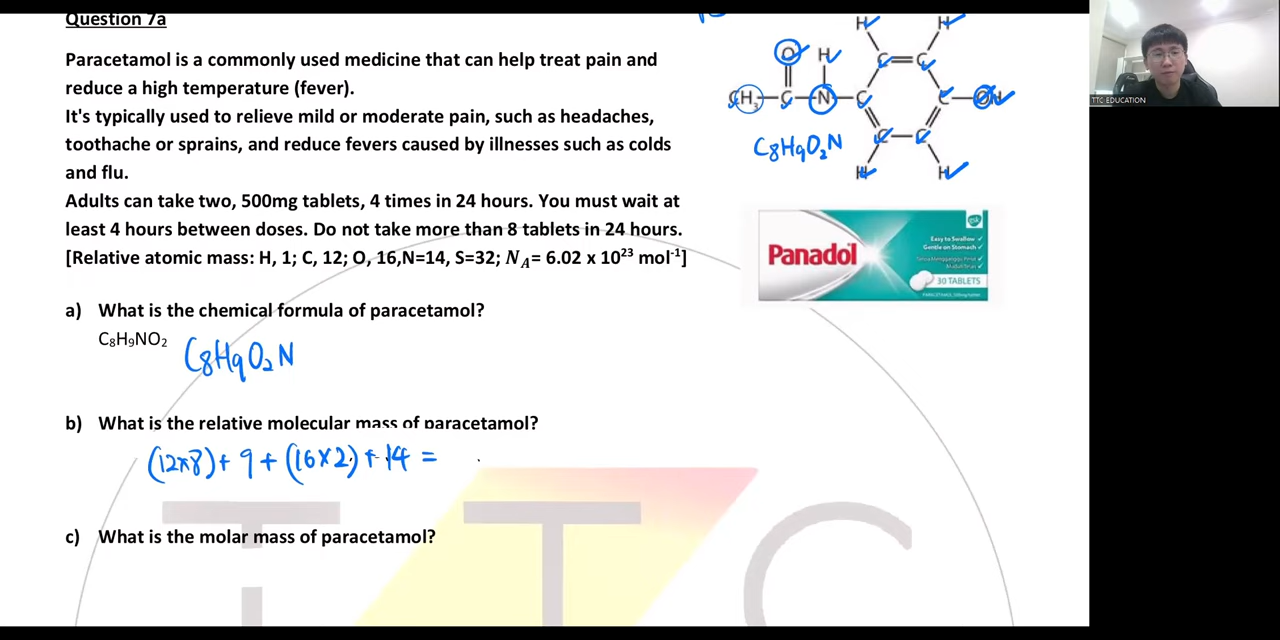 Question 7a
Paracetamol is a commonly used medicine that can help treat pain and
reduce a high temperature (fever).
It's typically used to relieve mild or moderate pain, such as headaches,
toothache or sprains, and reduce fevers caused by illnesses such as colds
and flu.
Adults can take two, 500mg tablets, 4 times in 24 hours. You must wait at
least 4 hours between doses. Do not take more than 8 tablets in 24 hours.
[Relative atomic mass: H, 1; C, 12; O, 16,N=14, S=32; N_A= 6.02 x 10²³ mol⁻¹]
a) What is the chemical formula of paracetamol?
C₈H₉NO₂
C₈H₉O₂N
b) What is the relative molecular mass of paracetamol?
(12×8) + 9 + (16×2) + 14 =
c) What is the molar mass of paracetamol?
H H
O H C=C
CH₃—C—N—C C—OH
C—C
C₈H₉O₂N
H H
Panadol
Easy to Swallow
Gentle on Stomach
30 TABLETS
TTC EDUCATION
TTC